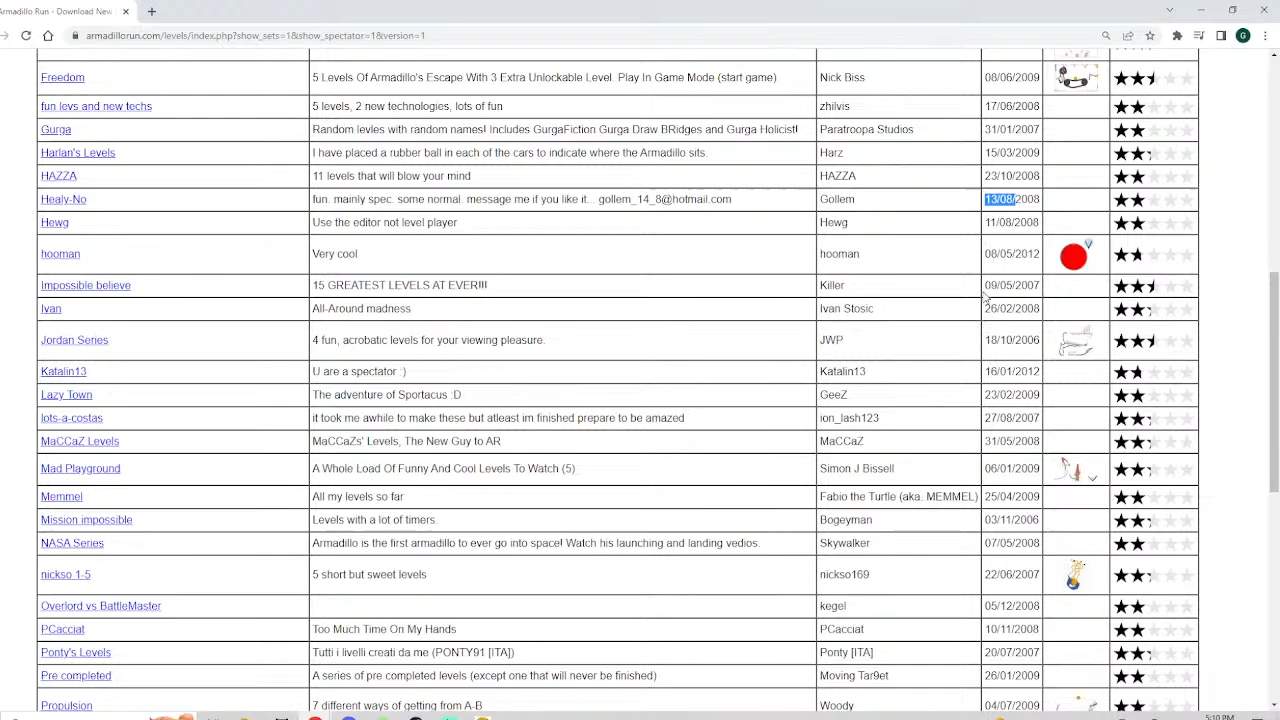 Armadillo Run - Download New
armadillorun.com/levels/index.php?show_sets=1&show_spectator=1&version=1
G
Freedom 5 Levels Of Armadillo's Escape With 3 Extra Unlockable Level. Play In Game Mode (start game) Nick Biss 08/06/2009
fun levs and new techs 5 levels, 2 new technologies, lots of fun zhilvis 17/06/2008
Gurga Random levles with random names! Includes GurgaFiction Gurga Draw BRidges and Gurga Holicist! Paratroopa Studios 31/01/2007
Harlan's Levels I have placed a rubber ball in each of the cars to indicate where the Armadillo sits. Harz 15/03/2009
HAZZA 11 levels that will blow your mind HAZZA 23/10/2008
Healy-No fun. mainly spec. some normal. message me if you like it... gollem_14_8@hotmail.com Gollem 13/08/2008
Hewg Use the editor not level player Hewg 11/08/2008
hooman Very cool hooman 08/05/2012
Impossible believe 15 GREATEST LEVELS AT EVER!!! Killer 09/05/2007
Ivan All-Around madness Ivan Stosic 26/02/2008
Jordan Series 4 fun, acrobatic levels for your viewing pleasure. JWP 18/10/2006
Katalin13 U are a spectator :) Katalin13 16/01/2012
Lazy Town The adventure of Sportacus :D GeeZ 23/02/2009
lots-a-costas it took me awhile to make these but atleast im finished prepare to be amazed ion_lash123 27/08/2007
MaCCaZ Levels MaCCaZs' Levels, The New Guy to AR MaCCaZ 31/05/2008
Mad Playground A Whole Load Of Funny And Cool Levels To Watch (5) Simon J Bissell 06/01/2009
Memmel All my levels so far Fabio the Turtle (aka. MEMMEL) 25/04/2009
Mission impossible Levels with a lot of timers. Bogeyman 03/11/2006
NASA Series Armadillo is the first armadillo to ever go into space! Watch his launching and landing vedios. Skywalker 07/05/2008
nickso 1-5 5 short but sweet levels nickso169 22/06/2007
Overlord vs BattleMaster kegel 05/12/2008
PCacciat Too Much Time On My Hands PCacciat 10/11/2008
Ponty's Levels Tutti i livelli creati da me (PONTY91 [ITA]) Ponty [ITA] 20/07/2007
Pre completed A series of pre completed levels (except one that will never be finished) Moving Tar9et 26/01/2009
Propulsion 7 different ways of getting from A-B Woody 04/07/2009
5:10 PM